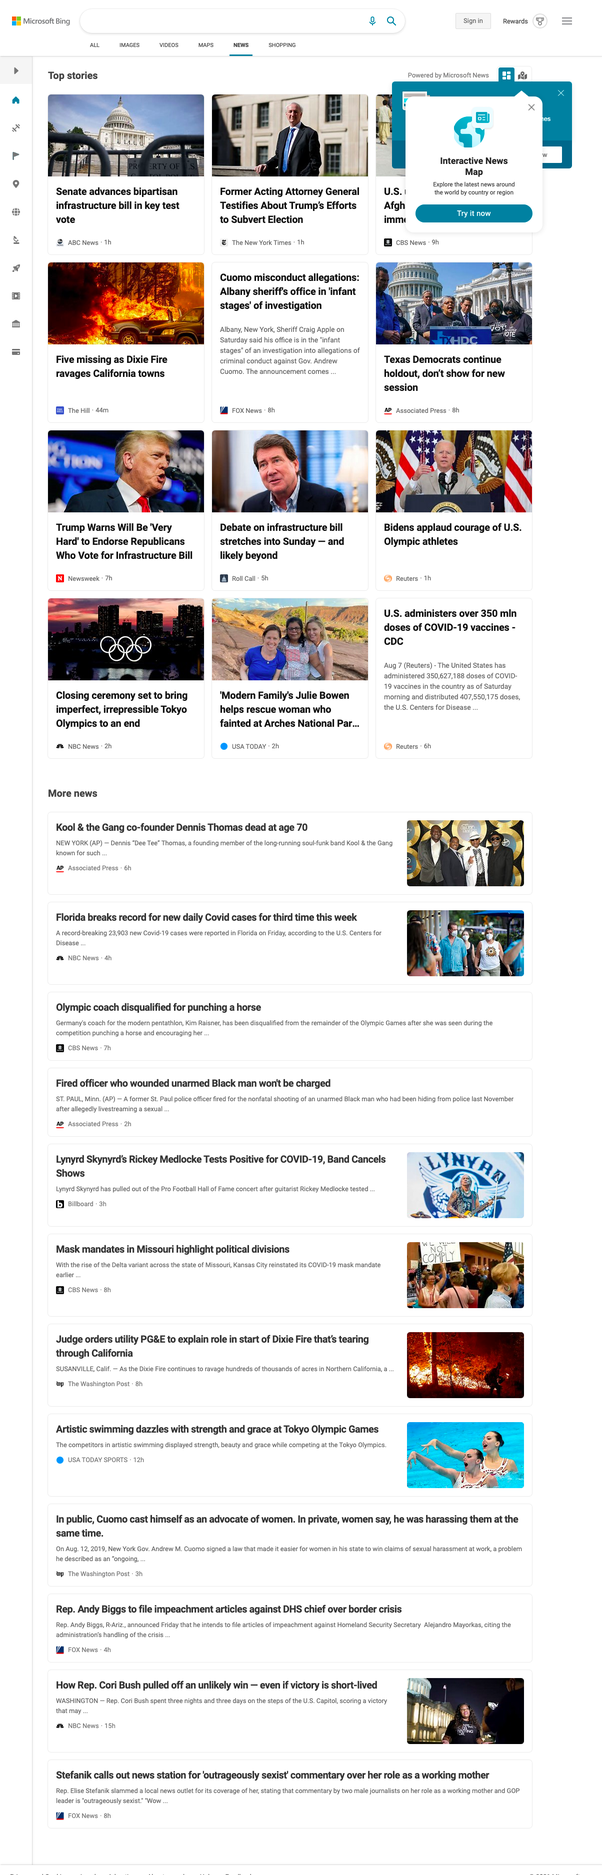 Microsoft Bing
Sign in
Rewards
ALL
IMAGES
VIDEOS
MAPS
NEWS
SHOPPING
Top stories
Powered by Microsoft News
Interactive News
Map
Explore the latest news around
the world by country or region
Try it now
PROPERTY OF
Senate advances bipartisan
infrastructure bill in key test
vote
ABC News · 1h
Former Acting Attorney General
Testifies About Trump's Efforts
to Subvert Election
The New York Times · 1h
U.S.
Afgh
imme
CBS News · 9h
Five missing as Dixie Fire
ravages California towns
The Hill · 44m
Cuomo misconduct allegations:
Albany sheriff's office in 'infant
stages' of investigation
Albany, New York, Sheriff Craig Apple on
Saturday said his office is in the "infant
stages" of an investigation into allegations of
criminal conduct against Gov. Andrew
Cuomo. The announcement comes ...
FOX News · 8h
HDC
VOTE
Texas Democrats continue
holdout, don't show for new
session
AP Associated Press · 8h
Trump Warns Will Be 'Very
Hard' to Endorse Republicans
Who Vote for Infrastructure Bill
Newsweek · 7h
Debate on infrastructure bill
stretches into Sunday — and
likely beyond
Roll Call · 5h
Bidens applaud courage of U.S.
Olympic athletes
Reuters · 1h
Closing ceremony set to bring
imperfect, irrepressible Tokyo
Olympics to an end
NBC News · 2h
'Modern Family's Julie Bowen
helps rescue woman who
fainted at Arches National Par...
USA TODAY · 2h
U.S. administers over 350 mln
doses of COVID-19 vaccines -
CDC
Aug 7 (Reuters) - The United States has
administered 350,627,188 doses of COVID-
19 vaccines in the country as of Saturday
morning and distributed 407,550,175 doses,
the U.S. Centers for Disease ...
Reuters · 6h
More news
Kool & the Gang co-founder Dennis Thomas dead at age 70
NEW YORK (AP) — Dennis "Dee Tee" Thomas, a founding member of the long-running soul-funk band Kool & the Gang
known for such ...
AP Associated Press · 6h
Florida breaks record for new daily Covid cases for third time this week
A record-breaking 23,903 new Covid-19 cases were reported in Florida on Friday, according to the U.S. Centers for
Disease ...
NBC News · 4h
Olympic coach disqualified for punching a horse
Germany's coach for the modern pentathlon, Kim Raisner, has been disqualified from the remainder of the Olympic Games after she was seen during the
competition punching a horse and encouraging her ...
CBS News · 7h
Fired officer who wounded unarmed Black man won't be charged
ST. PAUL, Minn. (AP) — A former St. Paul police officer fired for the nonfatal shooting of an unarmed Black man who had been hiding from police last November
after allegedly livestreaming a sexual ...
AP Associated Press · 2h
Lynyrd Skynyrd's Rickey Medlocke Tests Positive for COVID-19, Band Cancels
Shows
Lynyrd Skynyrd has pulled out of the Pro Football Hall of Fame concert after guitarist Rickey Medlocke tested ...
Billboard · 3h
LYNYRD
Mask mandates in Missouri highlight political divisions
With the rise of the Delta variant across the state of Missouri, Kansas City reinstated its COVID-19 mask mandate
earlier ...
CBS News · 8h
NOT
COMPLY
Judge orders utility PG&E to explain role in start of Dixie Fire that's tearing
through California
SUSANVILLE, Calif. — As the Dixie Fire continues to ravage hundreds of thousands of acres in Northern California, a ...
wp The Washington Post · 8h
Artistic swimming dazzles with strength and grace at Tokyo Olympic Games
The competitors in artistic swimming displayed strength, beauty and grace while competing at the Tokyo Olympics.
USA TODAY SPORTS · 12h
In public, Cuomo cast himself as an advocate of women. In private, women say, he was harassing them at the
same time.
On Aug. 12, 2019, New York Gov. Andrew M. Cuomo signed a law that made it easier for women in his state to win claims of sexual harassment at work, a problem
he described as an "ongoing, ...
wp The Washington Post · 3h
Rep. Andy Biggs to file impeachment articles against DHS chief over border crisis
Rep. Andy Biggs, R-Ariz., announced Friday that he intends to file articles of impeachment against Homeland Security Secretary Alejandro Mayorkas, citing the
administration's handling of the crisis ...
FOX News · 4h
How Rep. Cori Bush pulled off an unlikely win — even if victory is short-lived
WASHINGTON — Rep. Cori Bush spent three nights and three days on the steps of the U.S. Capitol, scoring a victory
that may ...
NBC News · 15h
Stefanik calls out news station for 'outrageously sexist' commentary over her role as a working mother
Rep. Elise Stefanik slammed a local news outlet for its coverage of her, stating that commentary by two male journalists on her role as a working mother and GOP
leader is "outrageously sexist." "Wow ...
FOX News · 8h